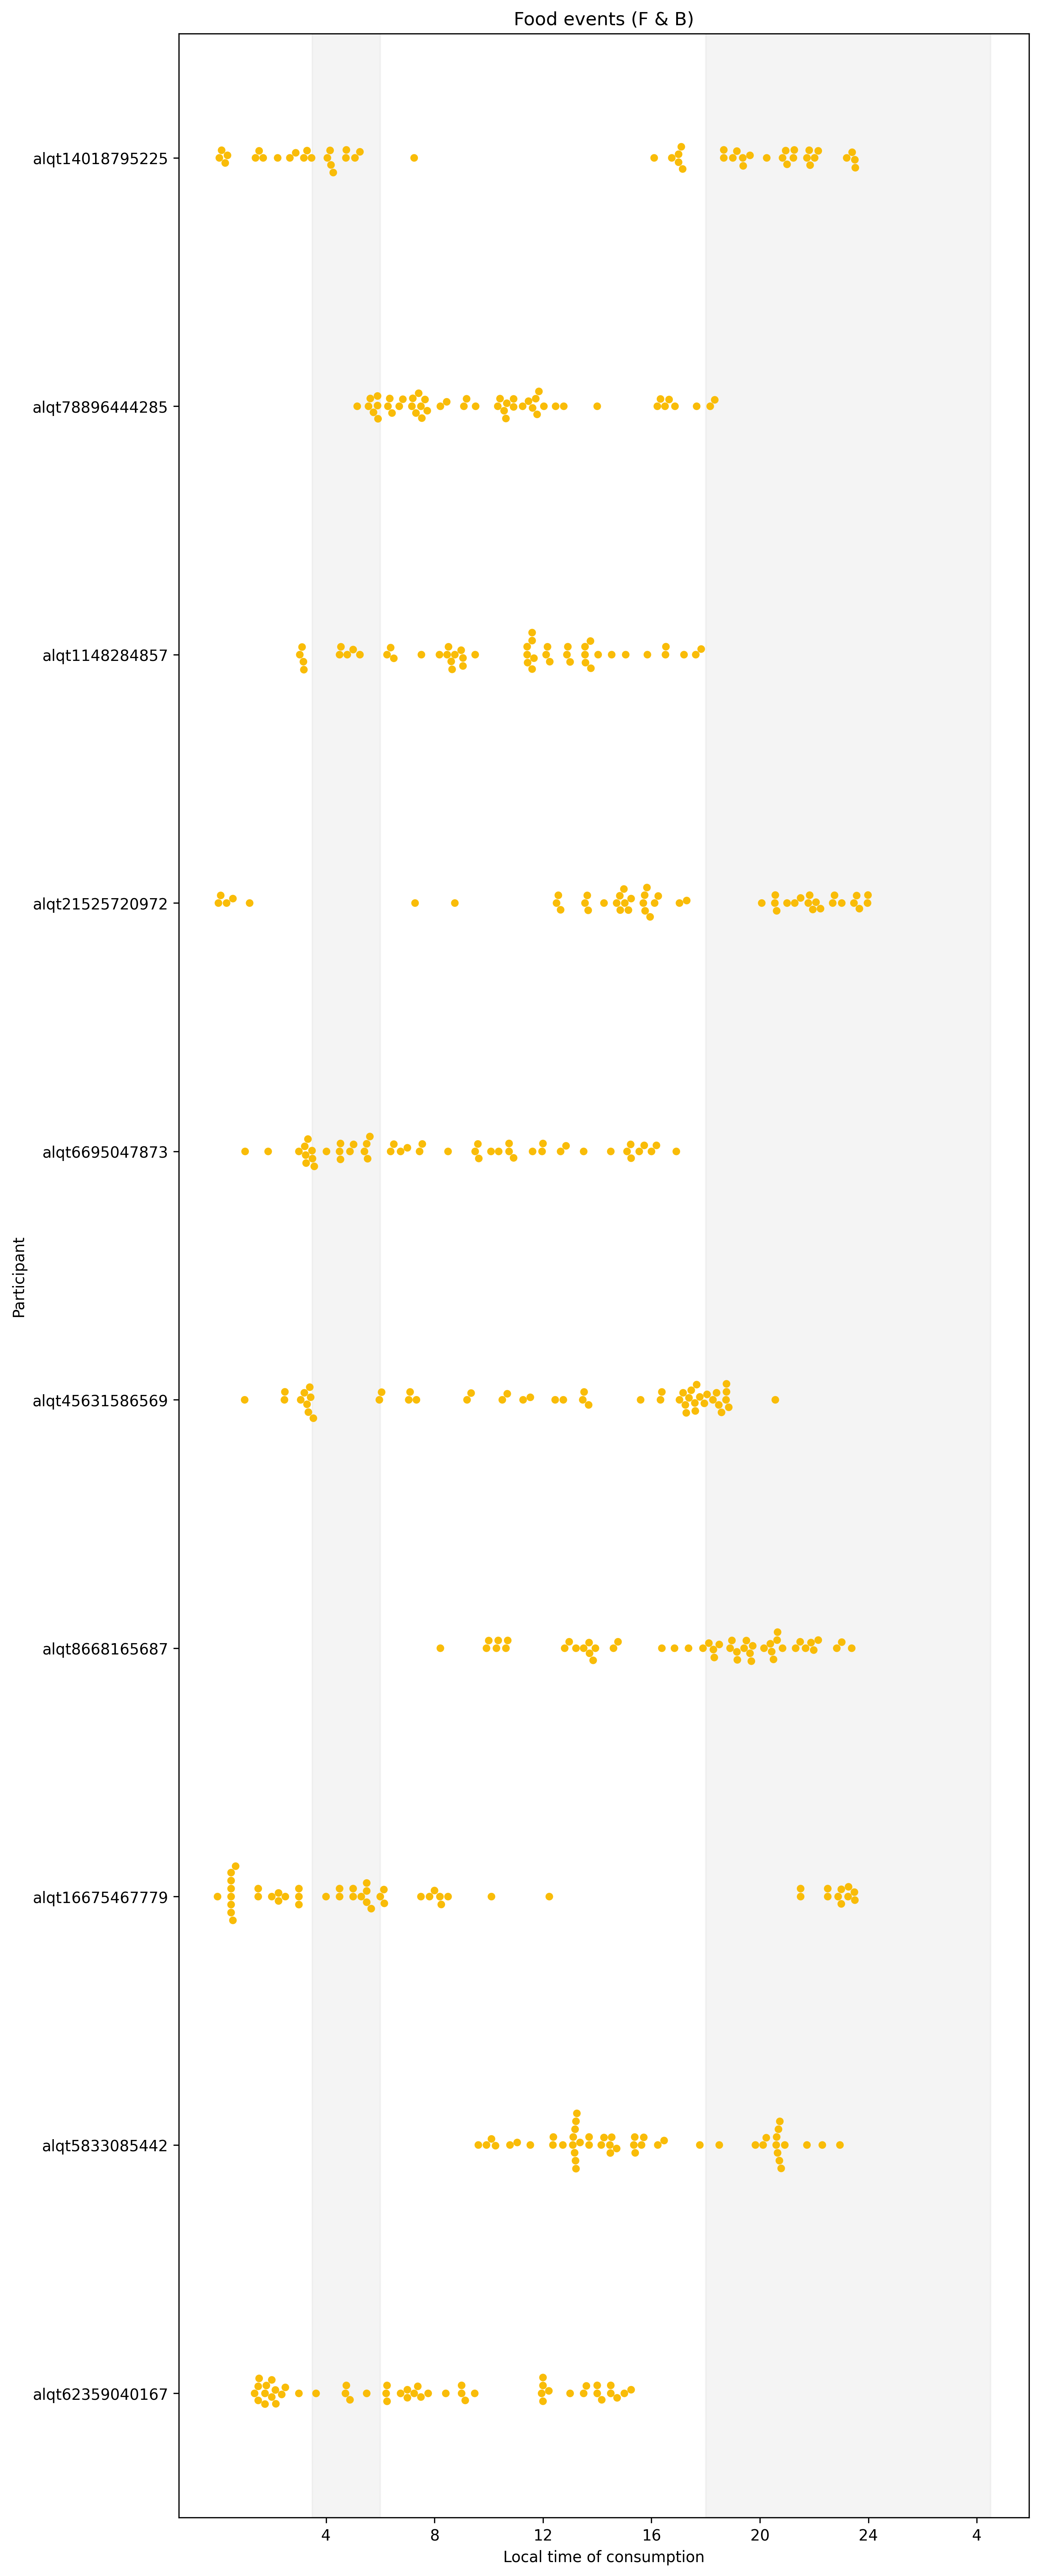 Food events (F & B)
alqt14018795225
alqt78896444285
alqt1148284857
alqt21525720972
alqt6695047873
Participant
alqt45631586569
alqt8668165687
alqt16675467779
alqt5833085442
alqt62359040167
4 8 12 16 20 24 4
Local time of consumption